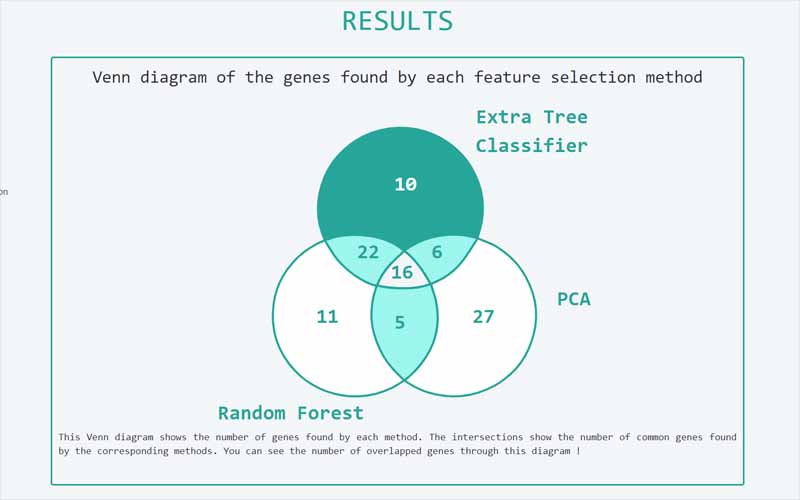 RESULTS
Venn diagram of the genes found by each feature selection method
Extra Tree
Classifier
10
on
22
6
16
PCA
11
5
27
Random Forest
This Venn diagram shows the number of genes found by each method. The intersections show the number of common genes found
by the corresponding methods. You can see the number of overlapped genes through this diagram !